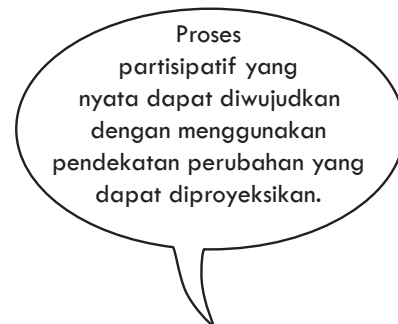 Proses
partisipatif yang
nyata dapat diwujudkan
dengan menggunakan
pendekatan perubahan yang
dapat diproyeksikan.